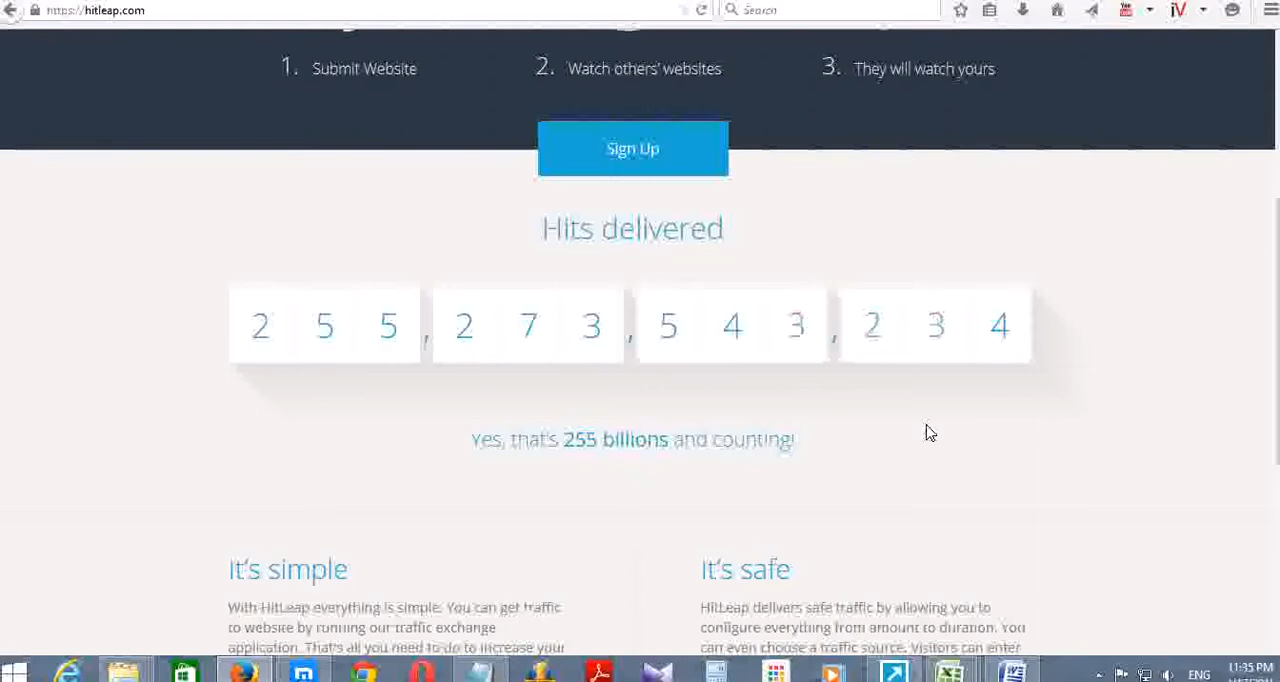 https://hitleap.com
Search
1. Submit Website
2. Watch others' websites
3. They will watch yours
Sign Up
Hits delivered
255,273,543,234
Yes, that's 255 billions and counting!
It's simple
With HitLeap everything is simple. You can get traffic
to website by running our traffic exchange
application. That's all you need to do to increase your
It's safe
HitLeap delivers safe traffic by allowing you to
configure everything from amount to duration. You
can even choose a traffic source. Visitors can enter
ENG
11:35 PM